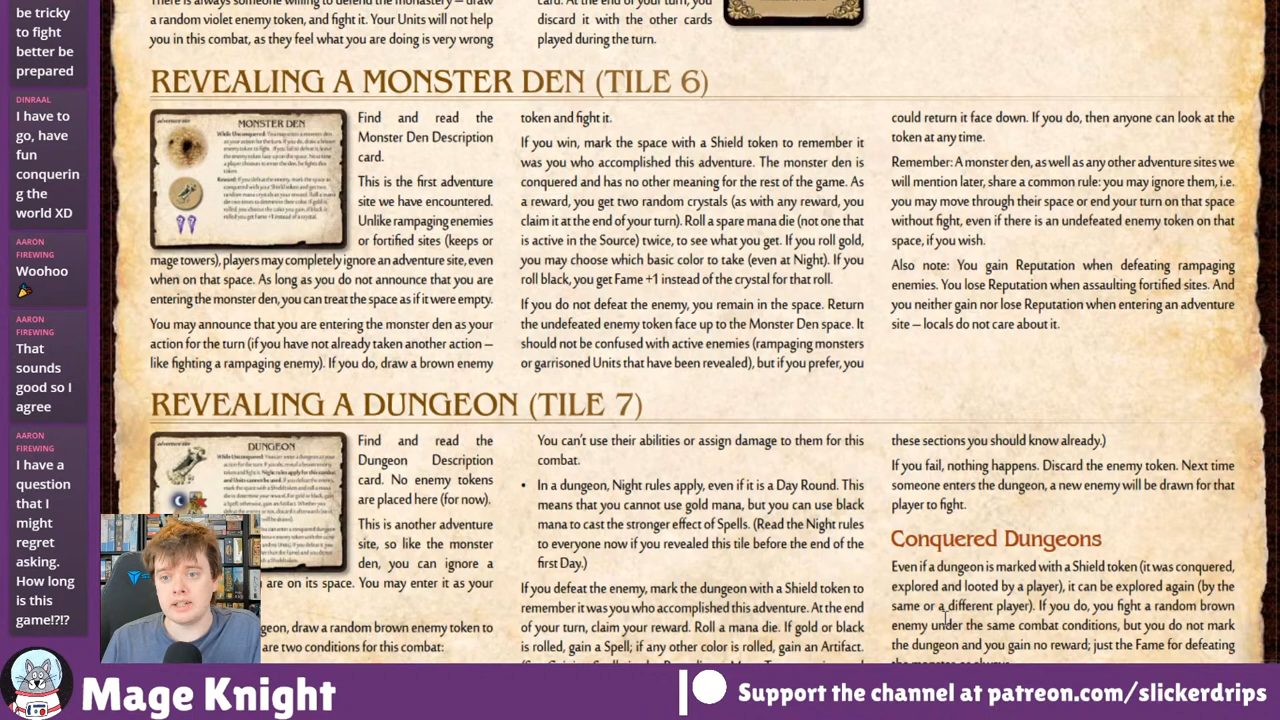 be tricky
to fight
better be
prepared
DINRAAL
I have to
go, have
fun
conquerin
g the
world XD
AARON
FIREWING
Woohoo
🎉
AARON
FIREWING
That
sounds
good so I
agree
AARON
FIREWING
I have a
question
that I
might
regret
asking.
How long
is this
game!?!?
a random violet enemy token, and fight it. Your Units will not help
you in this combat, as they feel what you are doing is very wrong
card. At the end of your turn, you
discard it with the other cards
played during the turn.
REVEALING A MONSTER DEN (TILE 6)
MONSTER DEN
Find and read the
Monster Den Description
card.
This is the first adventure
site we have encountered.
Unlike rampaging enemies
or fortified sites (keeps or
mage towers), players may completely ignore an adventure site, even
when on that space. As long as you do not announce that you are
entering the monster den, you can treat the space as if it were empty.
You may announce that you are entering the monster den as your
action for the turn (if you have not already taken another action –
like fighting a rampaging enemy). If you do, draw a brown enemy
token and fight it.
If you win, mark the space with a Shield token to remember it
was you who accomplished this adventure. The monster den is
conquered and has no other meaning for the rest of the game. As
a reward, you get two random crystals (as with any reward, you
claim it at the end of your turn). Roll a spare mana die (not one that
is active in the Source) twice, to see what you get. If you roll gold,
you may choose which basic color to take (even at Night). If you
roll black, you get Fame +1 instead of the crystal for that roll.
If you do not defeat the enemy, you remain in the space. Return
the undefeated enemy token face up to the Monster Den space. It
should not be confused with active enemies (rampaging monsters
or garrisoned Units that have been revealed), but if you prefer, you
could return it face down. If you do, then anyone can look at the
token at any time.
Remember: A monster den, as well as any other adventure sites we
will mention later, share a common rule: you may ignore them, i.e.
you may move through their space or end your turn on that space
without fight, even if there is an undefeated enemy token on that
space, if you wish.
Also note: You gain Reputation when defeating rampaging
enemies. You lose Reputation when assaulting fortified sites. And
you neither gain nor lose Reputation when entering an adventure
site – locals do not care about it.
REVEALING A DUNGEON (TILE 7)
DUNGEON
Find and read the
Dungeon Description
card. No enemy tokens
are placed here (for now).
This is another adventure
site, so like the monster
den, you can ignore a
are on its space. You may enter it as your
geon, draw a random brown enemy token to
are two conditions for this combat:
You can't use their abilities or assign damage to them for this
combat.
• In a dungeon, Night rules apply, even if it is a Day Round. This
means that you cannot use gold mana, but you can use black
mana to cast the stronger effect of Spells. (Read the Night rules
to everyone now if you revealed this tile before the end of the
first Day.)
If you defeat the enemy, mark the dungeon with a Shield token to
remember it was you who accomplished this adventure. At the end
of your turn, claim your reward. Roll a mana die. If gold or black
is rolled, gain a Spell; if any other color is rolled, gain an Artifact.
these sections you should know already.)
If you fail, nothing happens. Discard the enemy token. Next time
someone enters the dungeon, a new enemy will be drawn for that
player to fight.
Conquered Dungeons
Even if a dungeon is marked with a Shield token (it was conquered,
explored and looted by a player), it can be explored again (by the
same or a different player). If you do, you fight a random brown
enemy under the same combat conditions, but you do not mark
the dungeon and you gain no reward; just the Fame for defeating
Mage Knight
Support the channel at patreon.com/slickerdrips